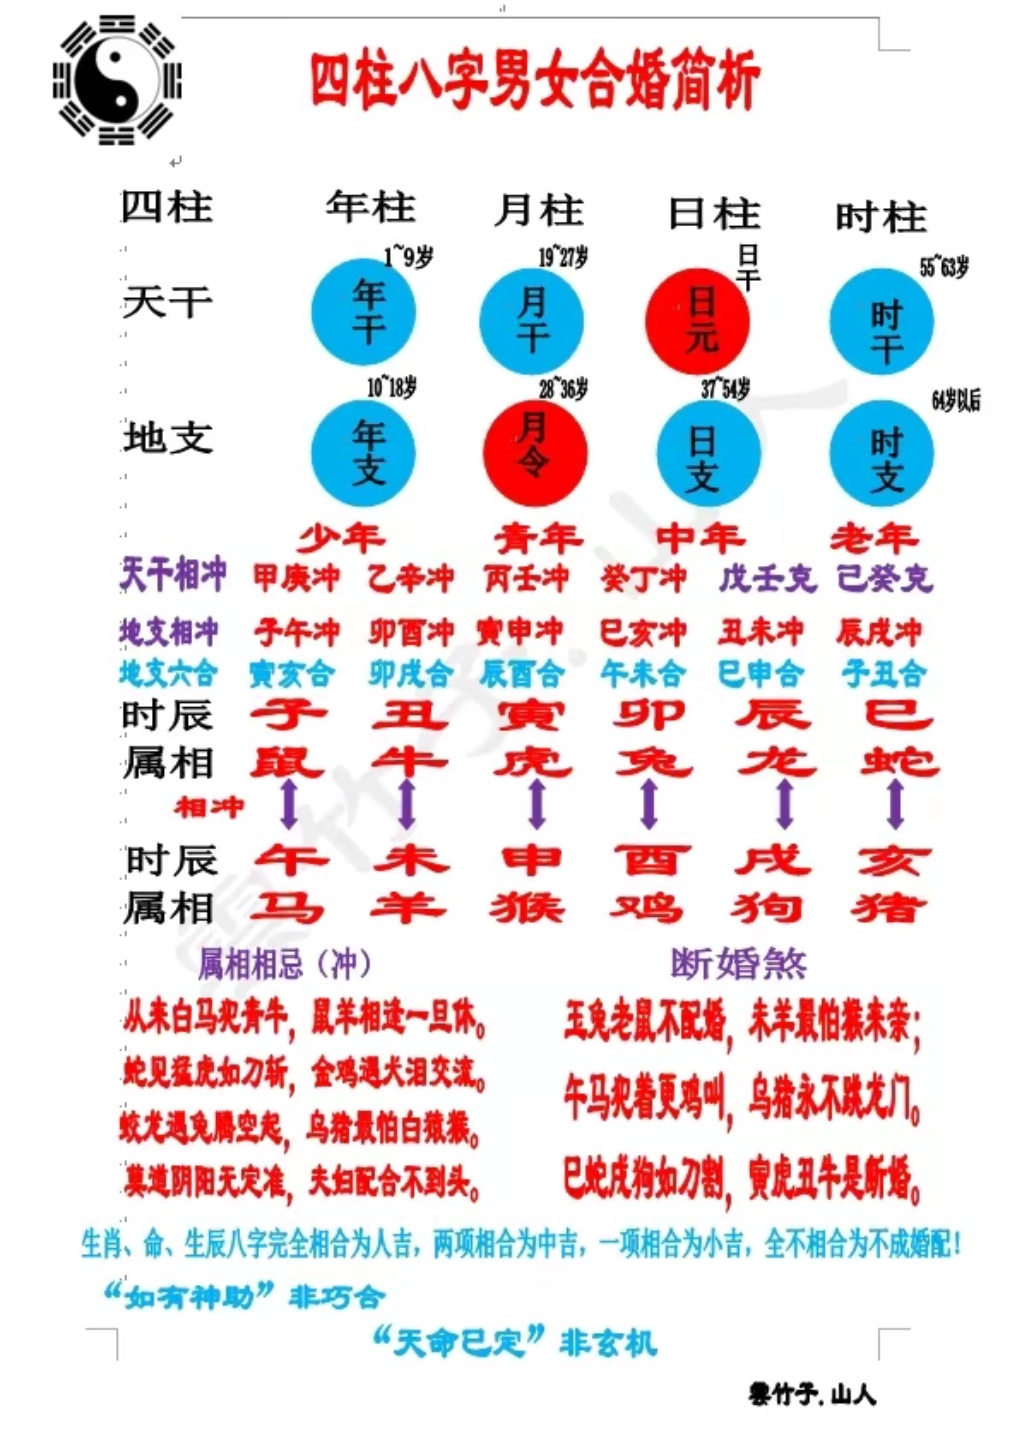 四柱八字男女合婚简析
四柱 年柱 月柱 日柱 时柱
1~9岁 19~27岁 日干 55~63岁
天干 年干 月干 日元 时干
10~18岁 28~36岁 37~54岁 64岁以后
地支 年支 月令 日支 时支
少年 青年 中年 老年
天干相冲 甲庚冲 乙辛冲 丙壬冲 癸丁冲 戊壬克 己癸克
地支相冲 子午冲 卯酉冲 寅申冲 巳亥冲 丑未冲 辰戌冲
地支六合 寅亥合 卯戌合 辰酉合 午未合 巳申合 子丑合
时辰 子 丑 寅 卯 辰 巳
属相 鼠 牛 虎 兔 龙 蛇
相冲
时辰 午 未 申 酉 戌 亥
属相 马 羊 猴 鸡 狗 猪
属相相忌（冲）
从来白马犯青牛，鼠羊相逢一旦休。
蛇见猛虎如刀斩，金鸡遇犬泪交流。
蛟龙遇兔腾空起，乌猪最怕白猿猴。
莫道阴阳无定准，夫妇配合不到头。
断婚煞
玉兔老鼠不配婚，未羊最怕猴来亲；
午马犯着更鸡叫，乌猪永不跳龙门。
巳蛇戌狗如刀割，寅虎丑牛是断婚。
生肖、命、生辰八字完全相合为人吉，两项相合为中吉，一项相合为小吉，全不相合为不成婚配！
“如有神助”非巧合
“天命已定”非玄机
雲竹子.山人
雲竹子.山人